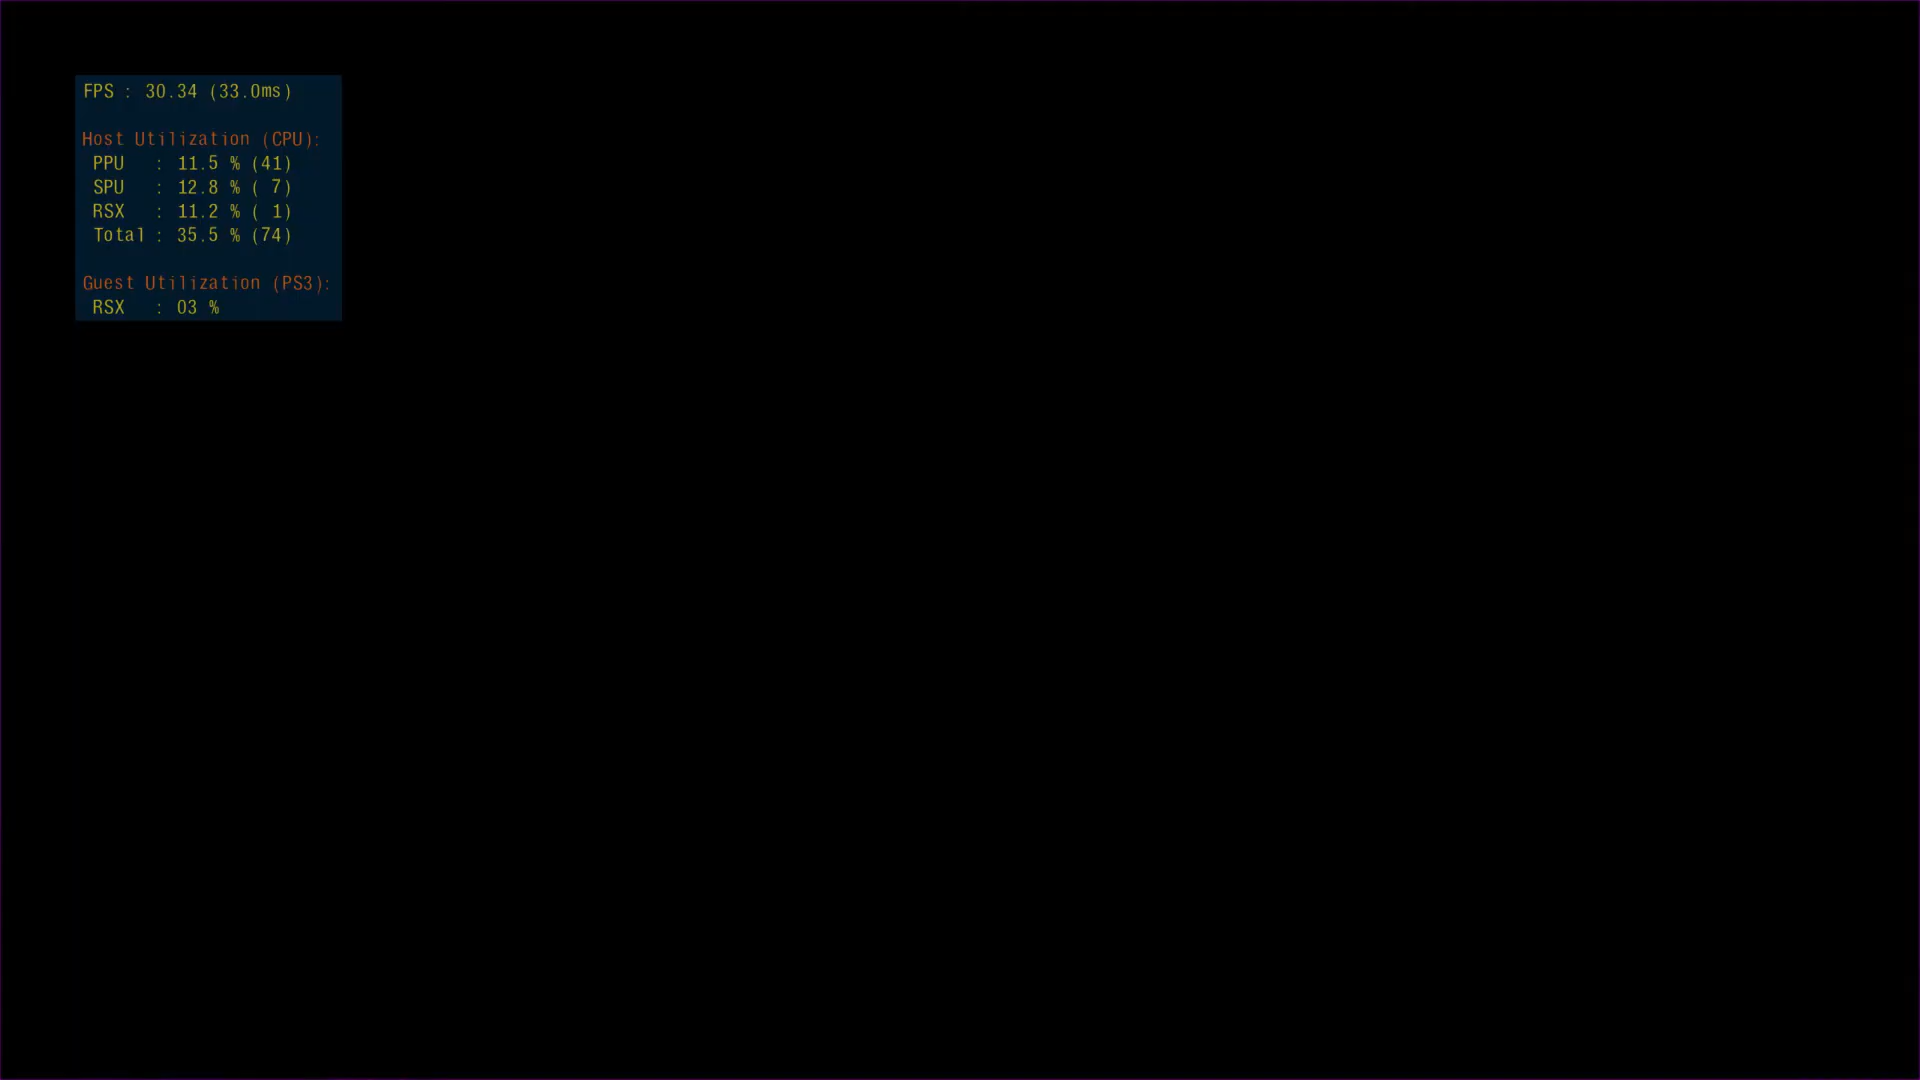 FPS : 30.34 (33.0ms)
Host Utilization (CPU):
PPU : 11.5 % (41)
SPU : 12.8 % ( 7)
RSX : 11.2 % ( 1)
Total : 35.5 % (74)
Guest Utilization (PS3):
RSX : 03 %